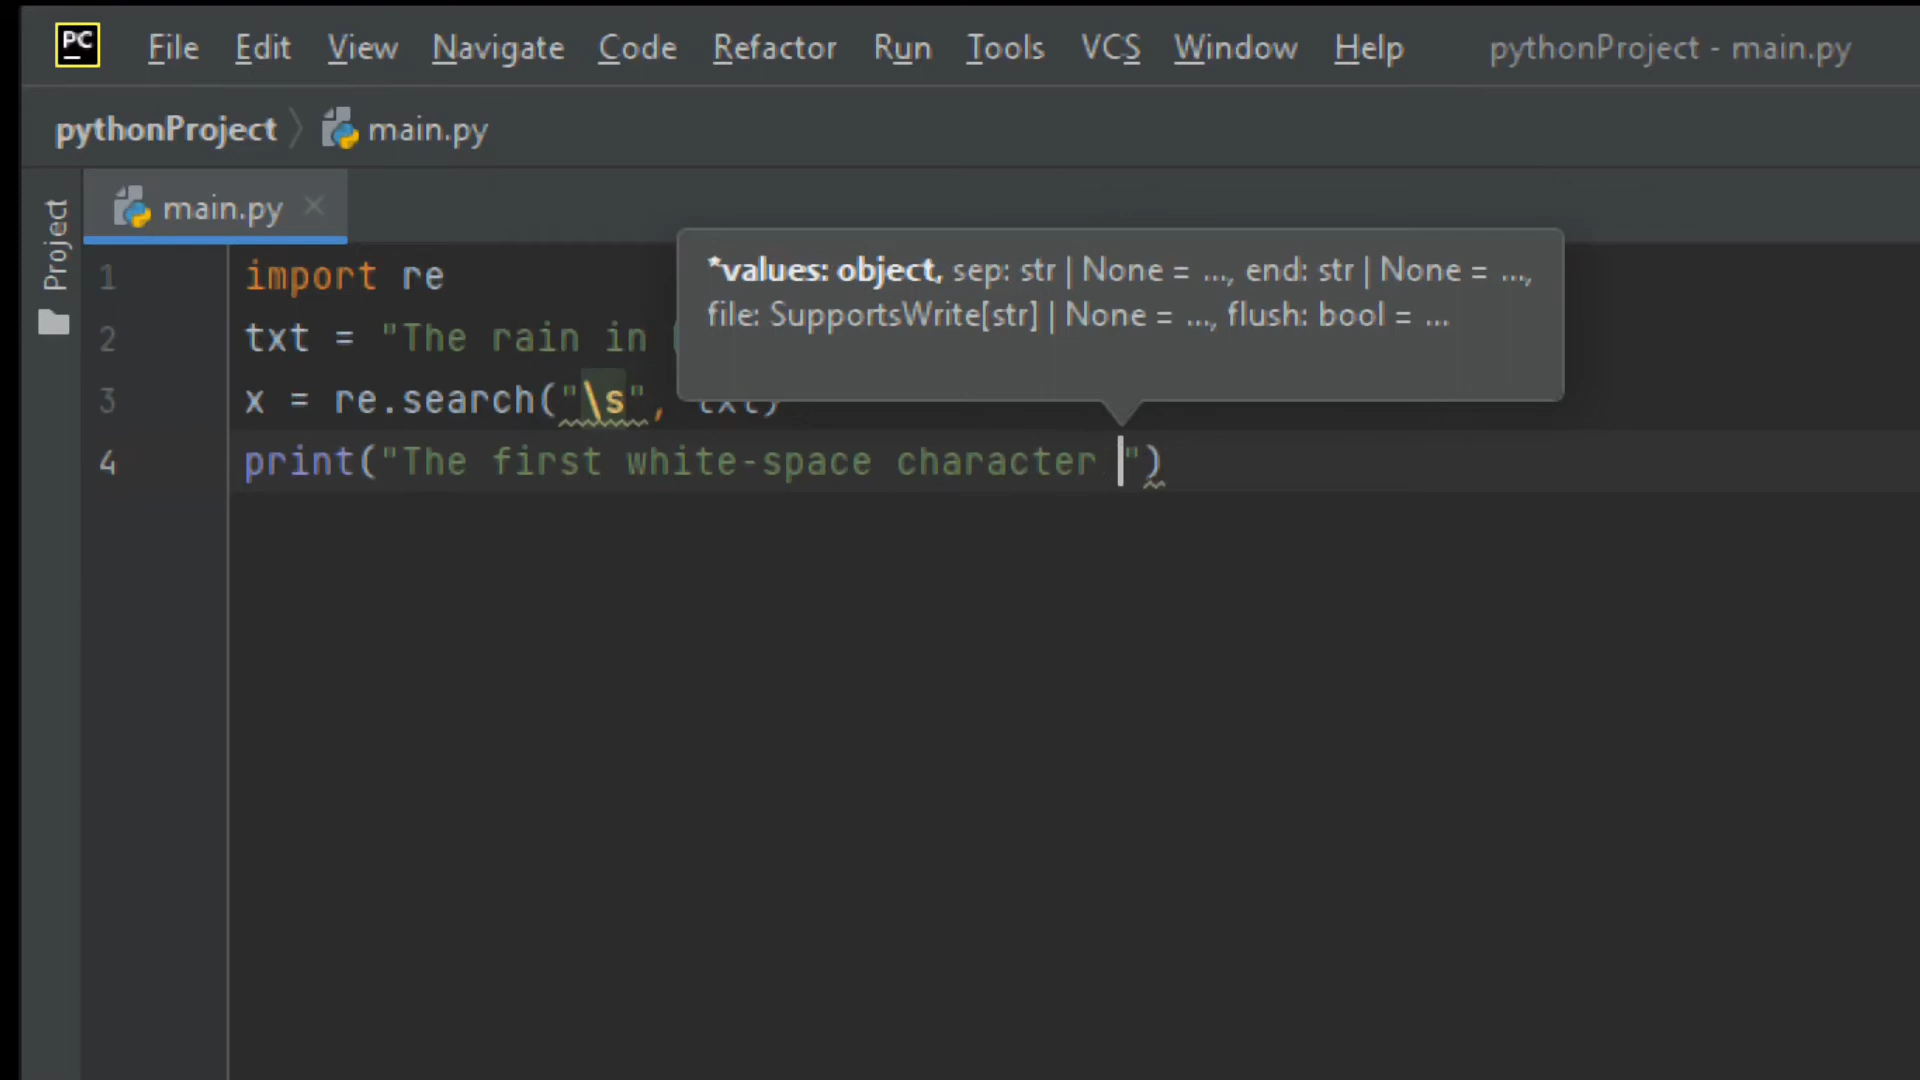 PC File Edit View Navigate Code Refactor Run Tools VCS Window Help pythonProject - main.py
pythonProject main.py
Project
main.py
*values: object, sep: str | None = ..., end: str | None = ...,
file: SupportsWrite[str] | None = ..., flush: bool = ...
1 import re
2 txt = "The rain in
3 x = re.search("\s", txt)
4 print("The first white-space character ")